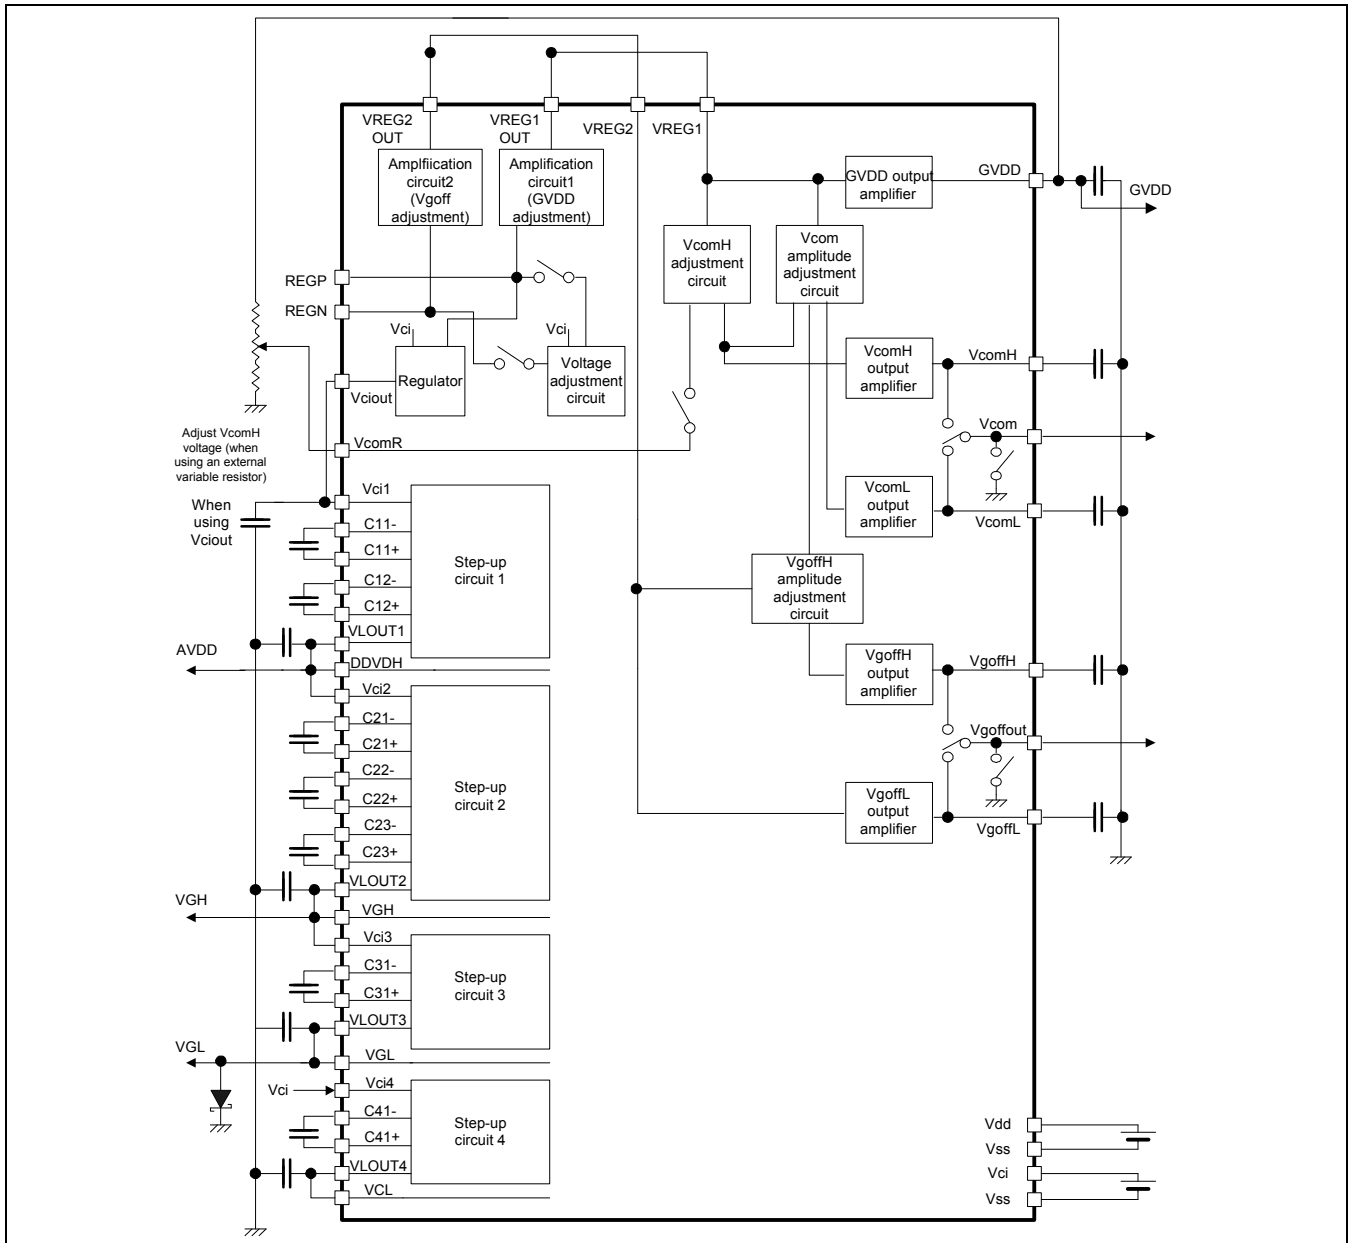 VREG2
OUT
VREG1
OUT
VREG2
VREG1
Amplfiication
circuit2
(Vgoff
adjustment)
Amplification
circuit1
(GVDD
adjustment)
GVDD output
amplifier
GVDD
GVDD
VcomH
adjustment
circuit
Vcom
amplitude
adjustment
circuit
REGP
REGN
Vci
Vci
Regulator
Voltage
adjustment
circuit
Vciout
VcomH
output
amplifier
VcomH
Vcom
Adjust VcomH
voltage (when
using an external
variable resistor)
VcomR
When
using
Vciout
Vci1
C11-
C11+
C12-
C12+
VLOUT1
Step-up
circuit 1
VcomL
output
amplifier
VcomL
VgoffH
amplitude
adjustment
circuit
AVDD
DDVDH
Vci2
C21-
C21+
C22-
C22+
C23-
C23+
VLOUT2
Step-up
circuit 2
VgoffH
output
amplifier
VgoffH
Vgoffout
VgoffL
output
amplifier
VgoffL
VGH
VGH
Vci3
C31-
C31+
VLOUT3
Step-up
circuit 3
VGL
VGL
Vci
Vci4
C41-
C41+
VLOUT4
VCL
Step-up
circuit 4
Vdd
Vss
Vci
Vss